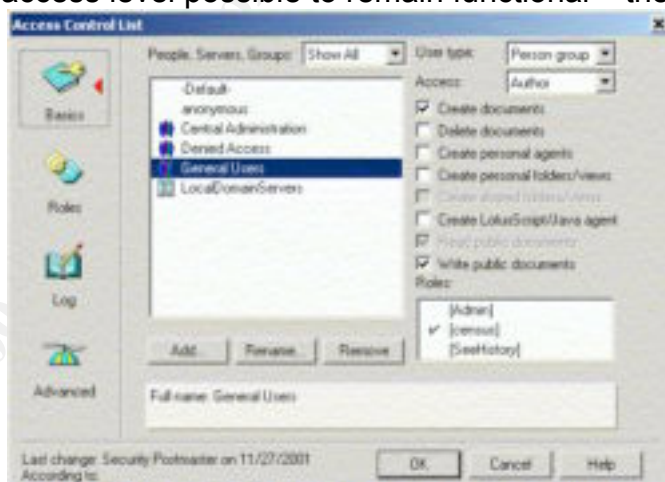 access level possible to remain functional – the
Access Control List
Basics
Roles
Log
Advanced
People, Servers, Groups: Show All
-Default-
anonymous
Central Administration
Denied Access
General Users
LocalDomainServers
Add...
Rename...
Remove
User type: Person group
Access: Author
Create documents
Delete documents
Create personal agents
Create personal folders/views
Create shared folders/views
Create LotusScript/Java agent
Read public documents
Write public documents
Roles:
[Admin]
[census]
[SeeHistory]
Full name: General Users
Last change: Security Postmaster on 11/27/2001
According to:
OK
Cancel
Help